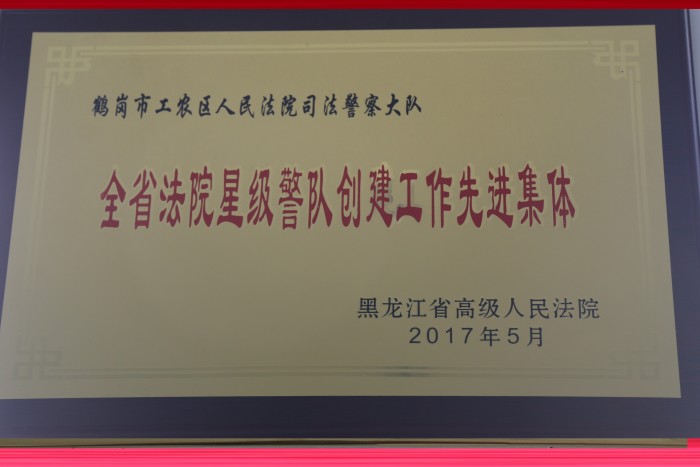 鹤岗市工农区人民法院司法警察大队
全省法院星级警队创建工作先进集体
黑龙江省高级人民法院
2017年5月